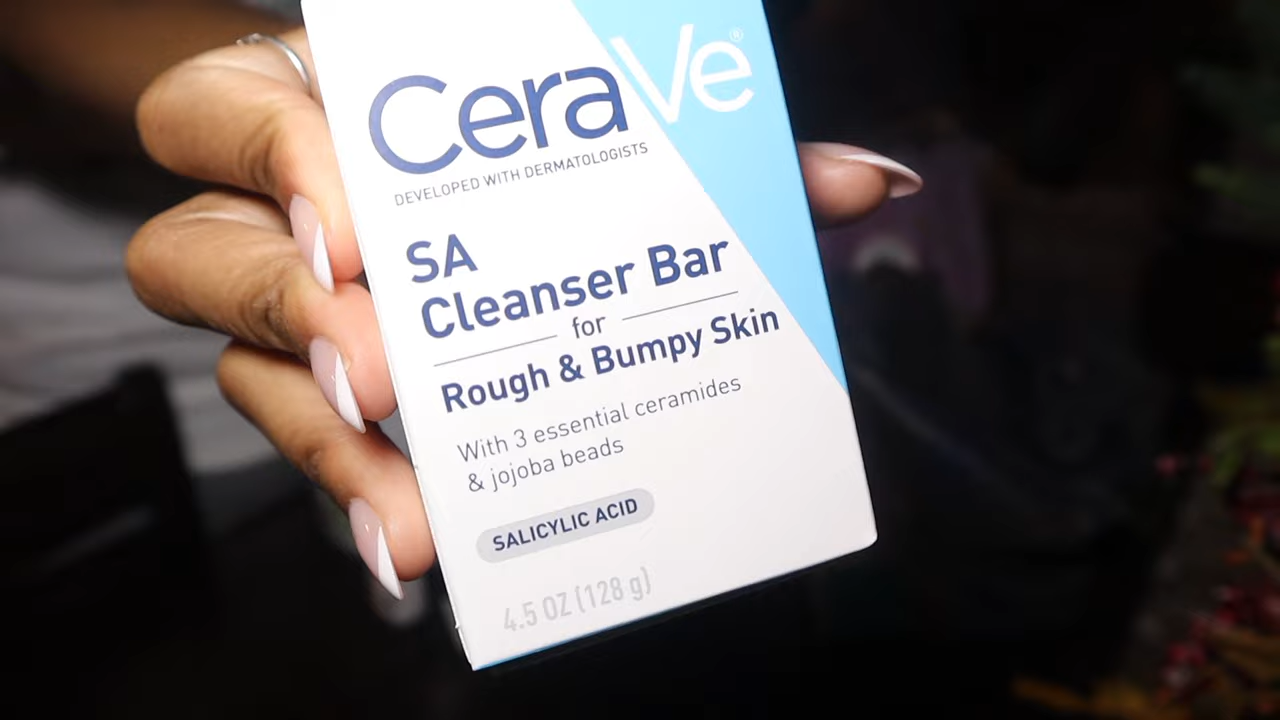 CeraVe®
DEVELOPED WITH DERMATOLOGISTS
SA
Cleanser Bar
for
Rough & Bumpy Skin
With 3 essential ceramides
& jojoba beads
SALICYLIC ACID
4.5 OZ (128 g)